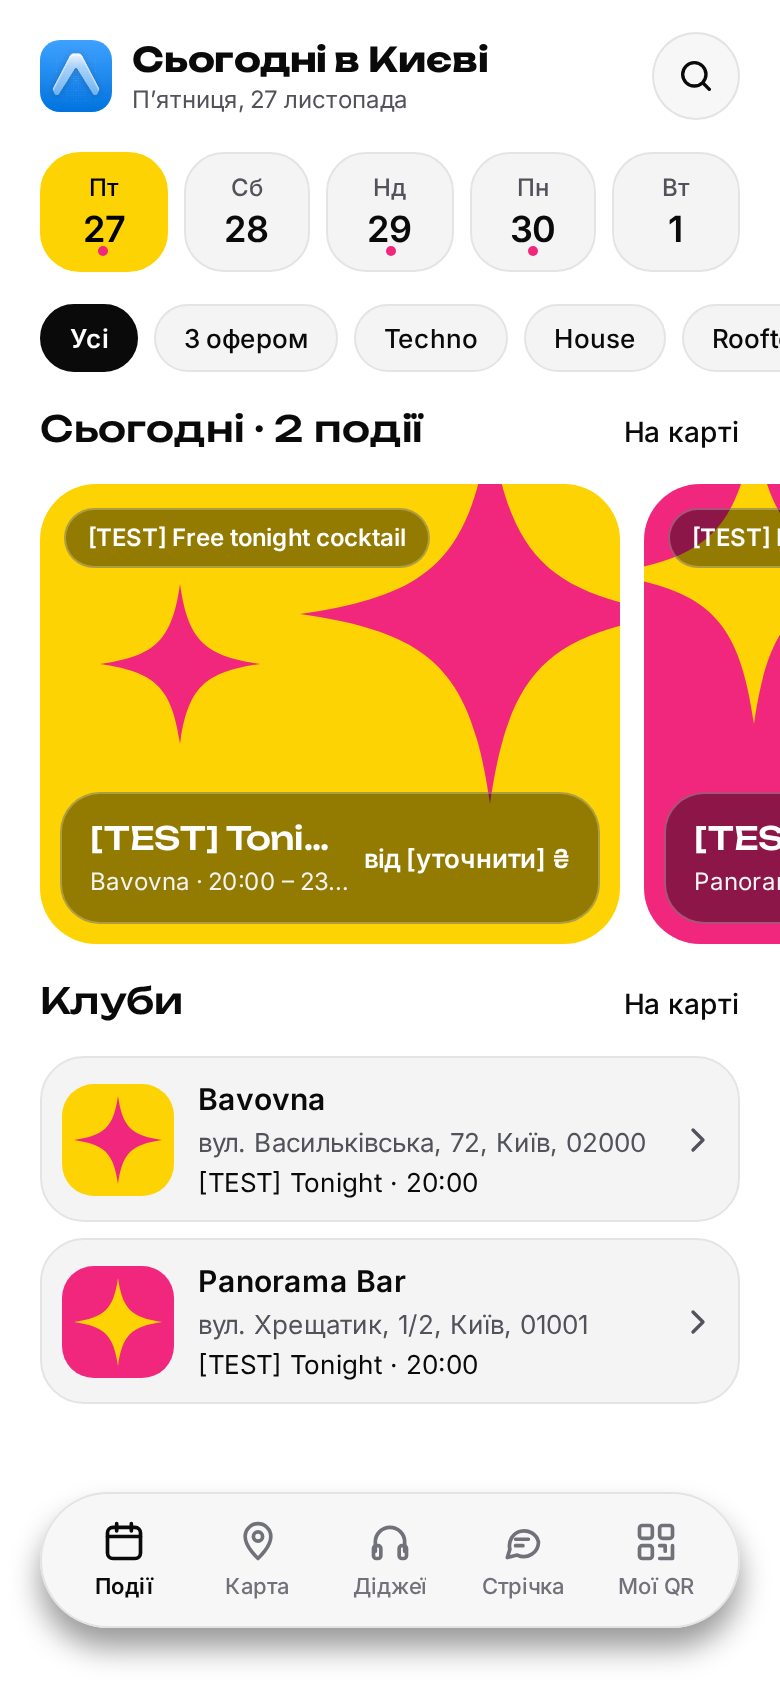 Сьогодні в Києві
П’ятниця, 27 листопада
Пт
27
Сб
28
Нд
29
Пн
30
Вт
1
Усі
З офером
Techno
House
Сьогодні · 2 події
На карті
[TEST] Free tonight cocktail
[TEST]
[TEST] Toni...
Bavovna · 20:00 – 23...
від [уточнити] ₴
Клуби
На карті
Bavovna
вул. Васильківська, 72, Київ, 02000
[TEST] Tonight · 20:00
Panorama Bar
вул. Хрещатик, 1/2, Київ, 01001
[TEST] Tonight · 20:00
Події
Карта
Діджеї
Стрічка
Мої QR